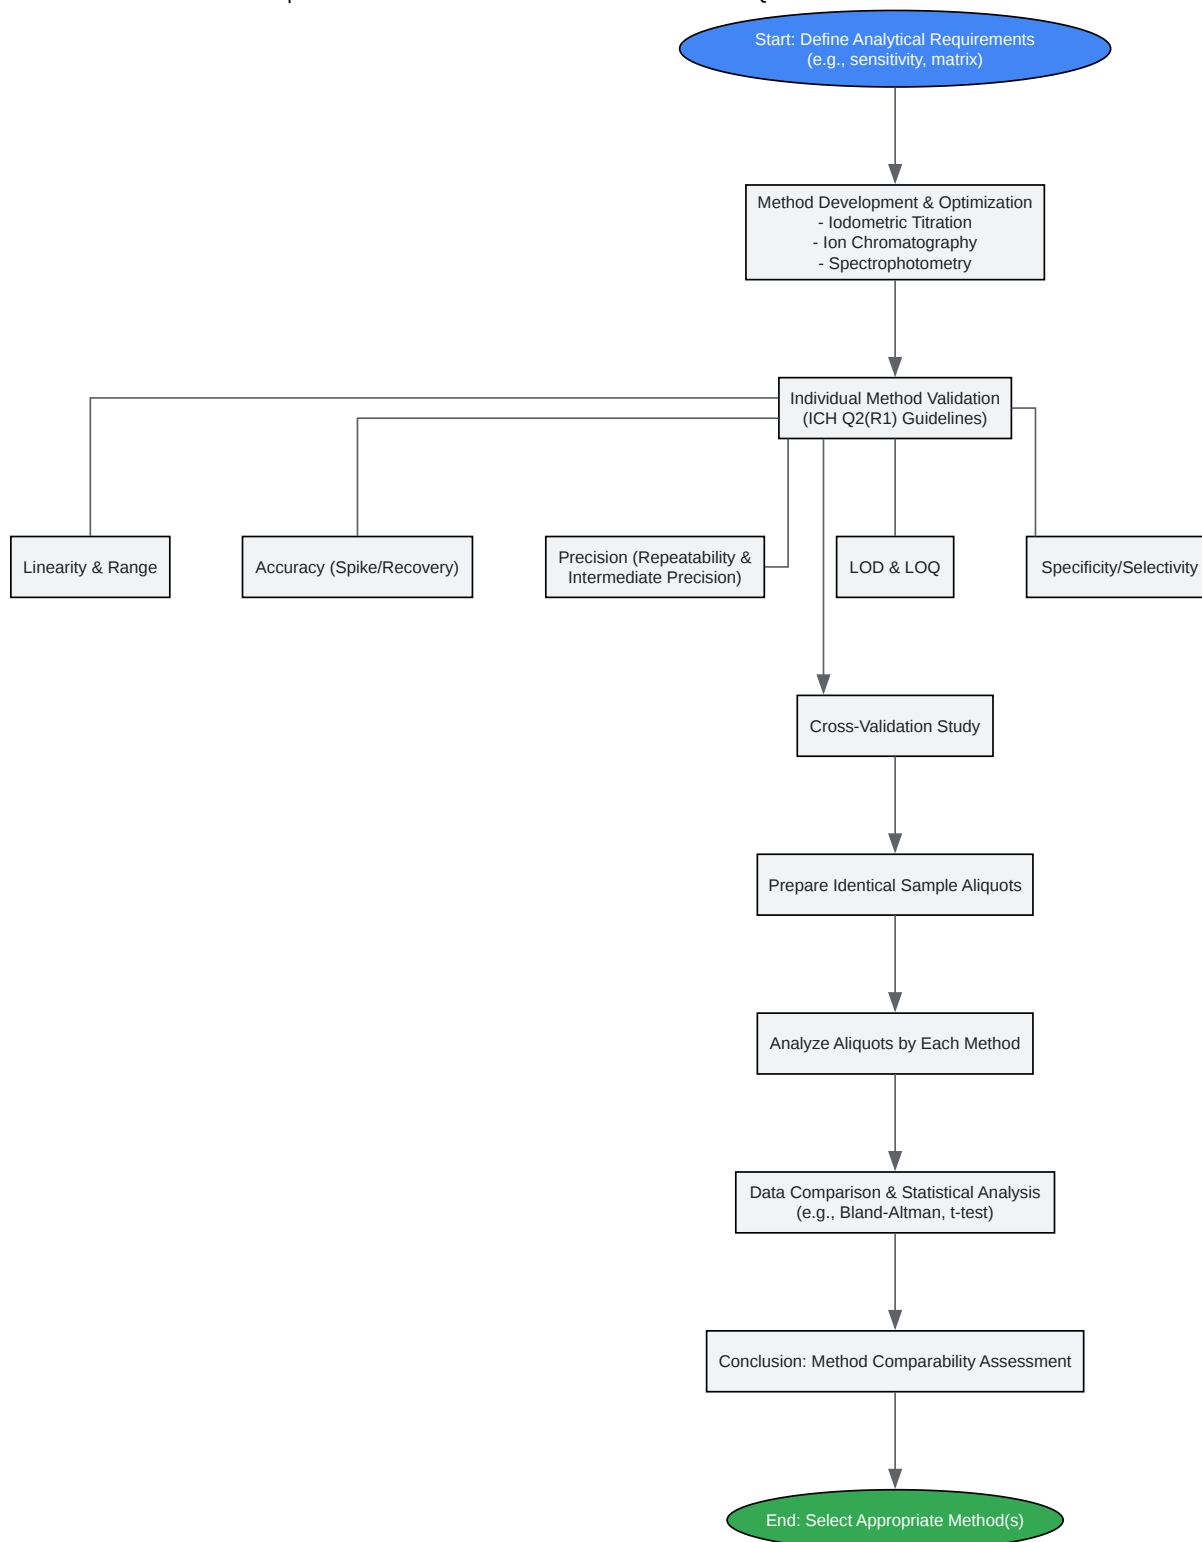 Start: Define Analytical Requirements
(e.g., sensitivity, matrix)
Method Development & Optimization
- Iodometric Titration
- Ion Chromatography
- Spectrophotometry
Individual Method Validation
(ICH Q2(R1) Guidelines)
Linearity & Range
Accuracy (Spike/Recovery)
Precision (Repeatability &
Intermediate Precision)
LOD & LOQ
Specificity/Selectivity
Cross-Validation Study
Prepare Identical Sample Aliquots
Analyze Aliquots by Each Method
Data Comparison & Statistical Analysis
(e.g., Bland-Altman, t-test)
Conclusion: Method Comparability Assessment
End: Select Appropriate Method(s)